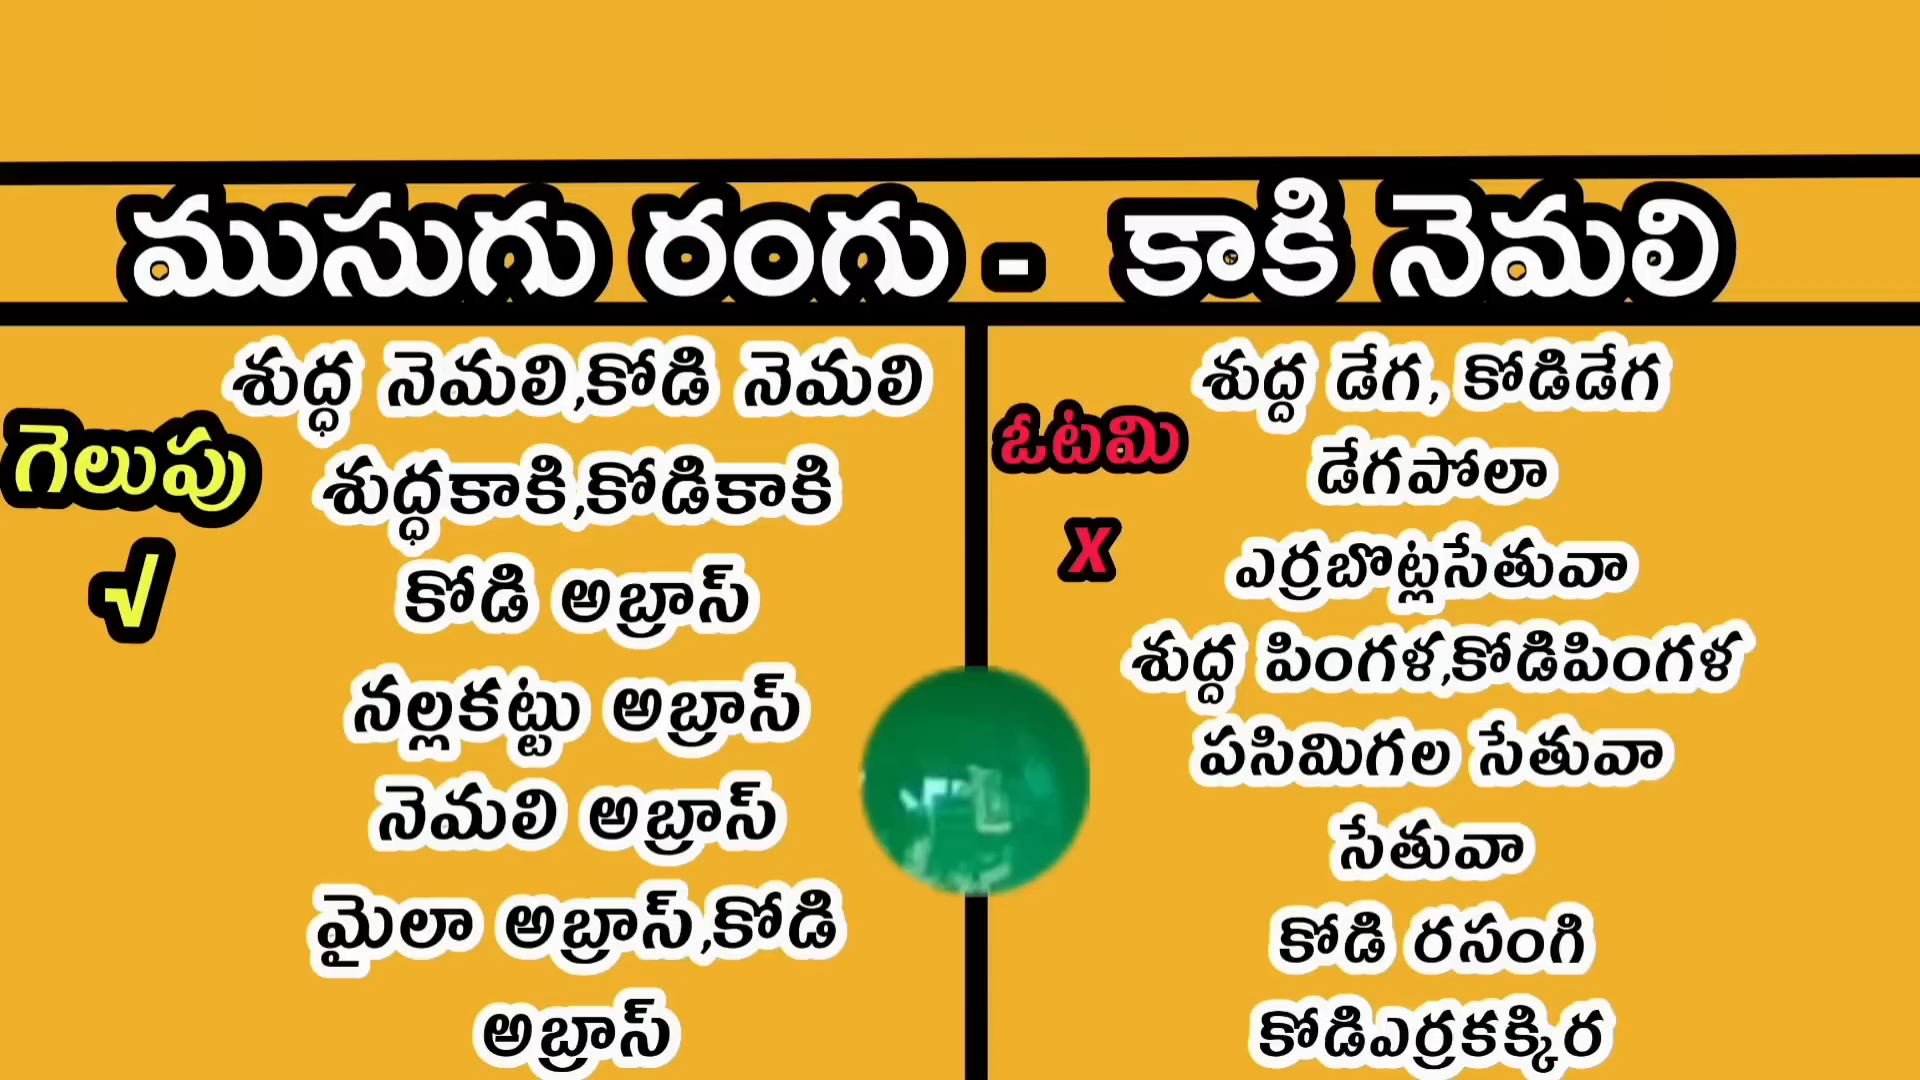 ముసుగు రంగు - కాకి నెమలి
గెలుపు
√
శుద్ధ నెమలి,కోడి నెమలి
శుద్ధకాకి,కోడికాకి
కోడి అబ్రాస్
నల్లకట్టు అబ్రాస్
నెమలి అబ్రాస్
మైలా అబ్రాస్,కోడి
అబ్రాస్
ఓటమి
x
శుద్ద డేగ, కోడిడేగ
డేగపోలా
ఎర్రబొట్లసేతువా
శుద్ద పింగళ,కోడిపింగళ
పసిమిగల సేతువా
సేతువా
కోడి రసంగి
కోడిఎర్రకక్కిర